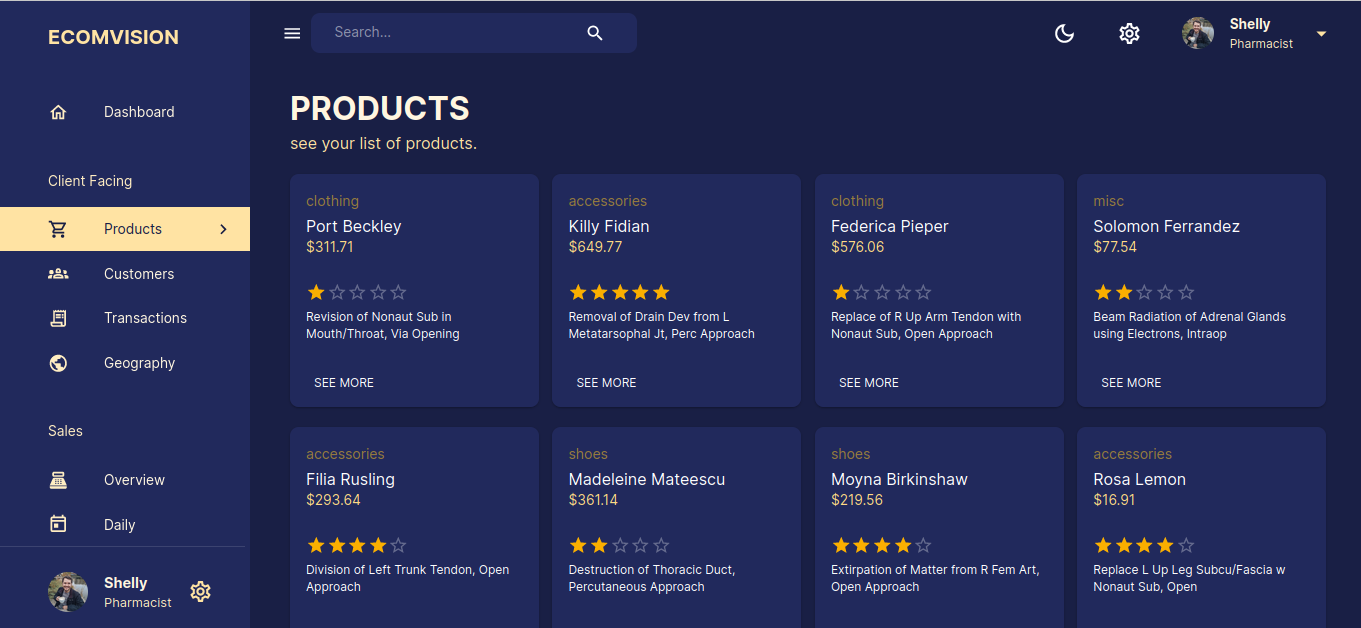 ECOMVISION
Search...
Shelly
Pharmacist
Dashboard
Client Facing
Products
Customers
Transactions
Geography
Sales
Overview
Daily
Shelly
Pharmacist
PRODUCTS
see your list of products.
clothing
Port Beckley
$311.71
Revision of Nonaut Sub in
Mouth/Throat, Via Opening
SEE MORE
accessories
Killy Fidian
$649.77
Removal of Drain Dev from L
Metatarsophal Jt, Perc Approach
SEE MORE
clothing
Federica Pieper
$576.06
Replace of R Up Arm Tendon with
Nonaut Sub, Open Approach
SEE MORE
misc
Solomon Ferrandez
$77.54
Beam Radiation of Adrenal Glands
using Electrons, Intraop
SEE MORE
accessories
Filia Rusling
$293.64
Division of Left Trunk Tendon, Open
Approach
shoes
Madeleine Mateescu
$361.14
Destruction of Thoracic Duct,
Percutaneous Approach
shoes
Moyna Birkinshaw
$219.56
Extirpation of Matter from R Fem Art,
Open Approach
accessories
Rosa Lemon
$16.91
Replace L Up Leg Subcu/Fascia w
Nonaut Sub, Open